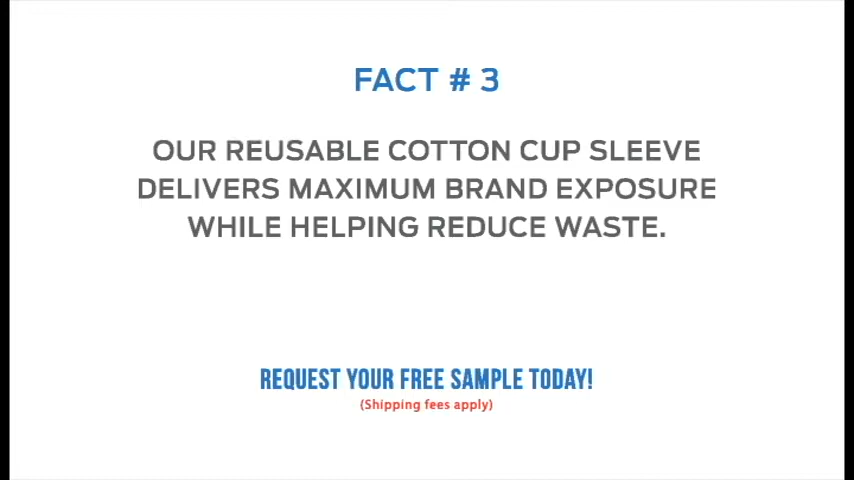 FACT # 3
OUR REUSABLE COTTON CUP SLEEVE
DELIVERS MAXIMUM BRAND EXPOSURE
WHILE HELPING REDUCE WASTE.
REQUEST YOUR FREE SAMPLE TODAY!
(Shipping fees apply)